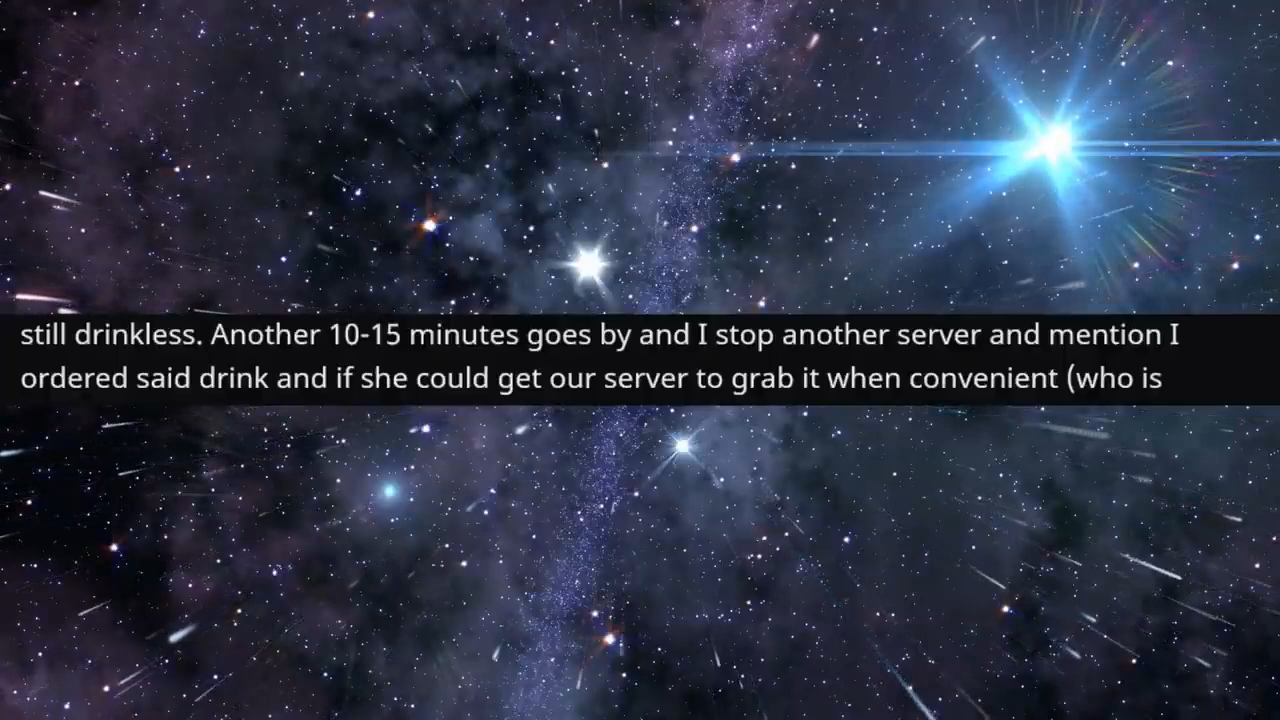 still drinkless. Another 10-15 minutes goes by and I stop another server and mention I
ordered said drink and if she could get our server to grab it when convenient (who is